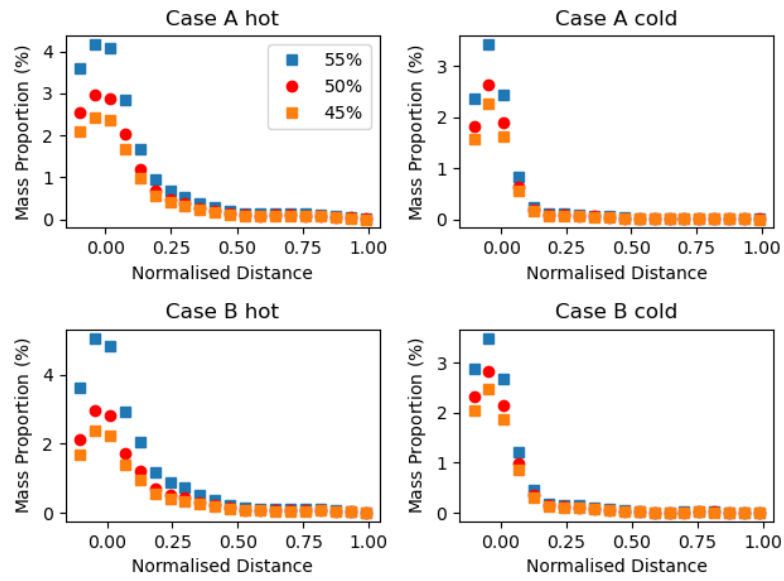 Case A hot
Case A cold
4
3
2
1
0
Mass Proportion (%)
55%
50%
45%
0.00 0.25 0.50 0.75 1.00
Normalised Distance
3
2
1
0
Mass Proportion (%)
0.00 0.25 0.50 0.75 1.00
Normalised Distance
Case B hot
Case B cold
4
2
0
Mass Proportion (%)
0.00 0.25 0.50 0.75 1.00
Normalised Distance
3
2
1
0
Mass Proportion (%)
0.00 0.25 0.50 0.75 1.00
Normalised Distance